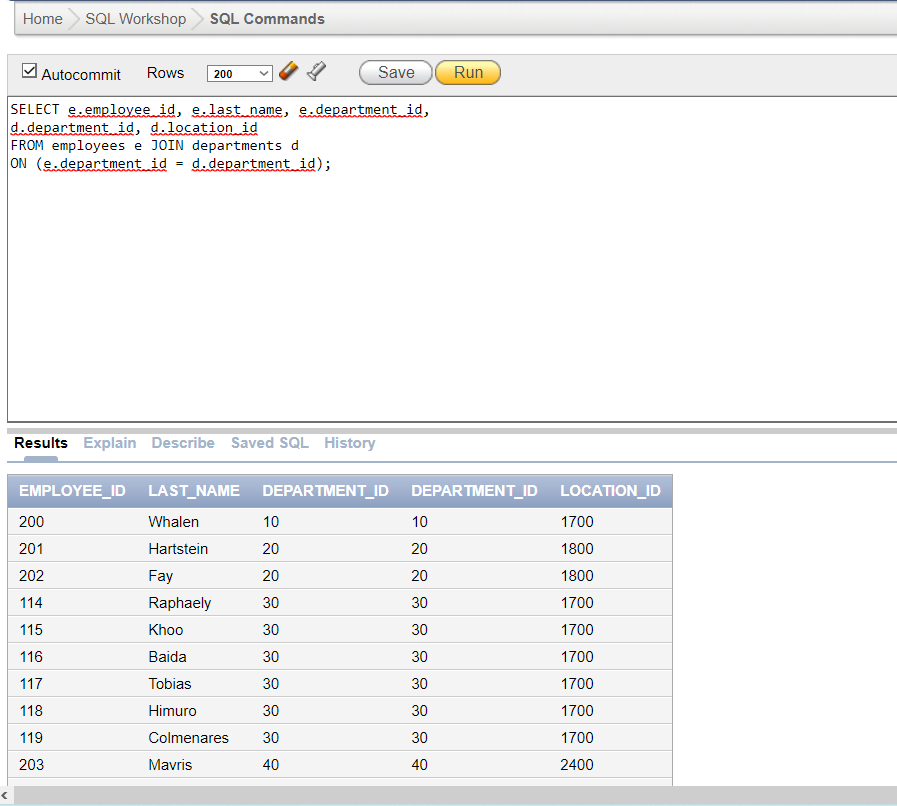 Home SQL Workshop SQL Commands
Autocommit Rows 200 Save Run
SELECT e.employee_id, e.last_name, e.department_id,
d.department_id, d.location_id
FROM employees e JOIN departments d
ON (e.department_id = d.department_id);
Results Explain Describe Saved SQL History
EMPLOYEE_ID LAST_NAME DEPARTMENT_ID DEPARTMENT_ID LOCATION_ID
200 Whalen 10 10 1700
201 Hartstein 20 20 1800
202 Fay 20 20 1800
114 Raphaely 30 30 1700
115 Khoo 30 30 1700
116 Baida 30 30 1700
117 Tobias 30 30 1700
118 Himuro 30 30 1700
119 Colmenares 30 30 1700
203 Mavris 40 40 2400